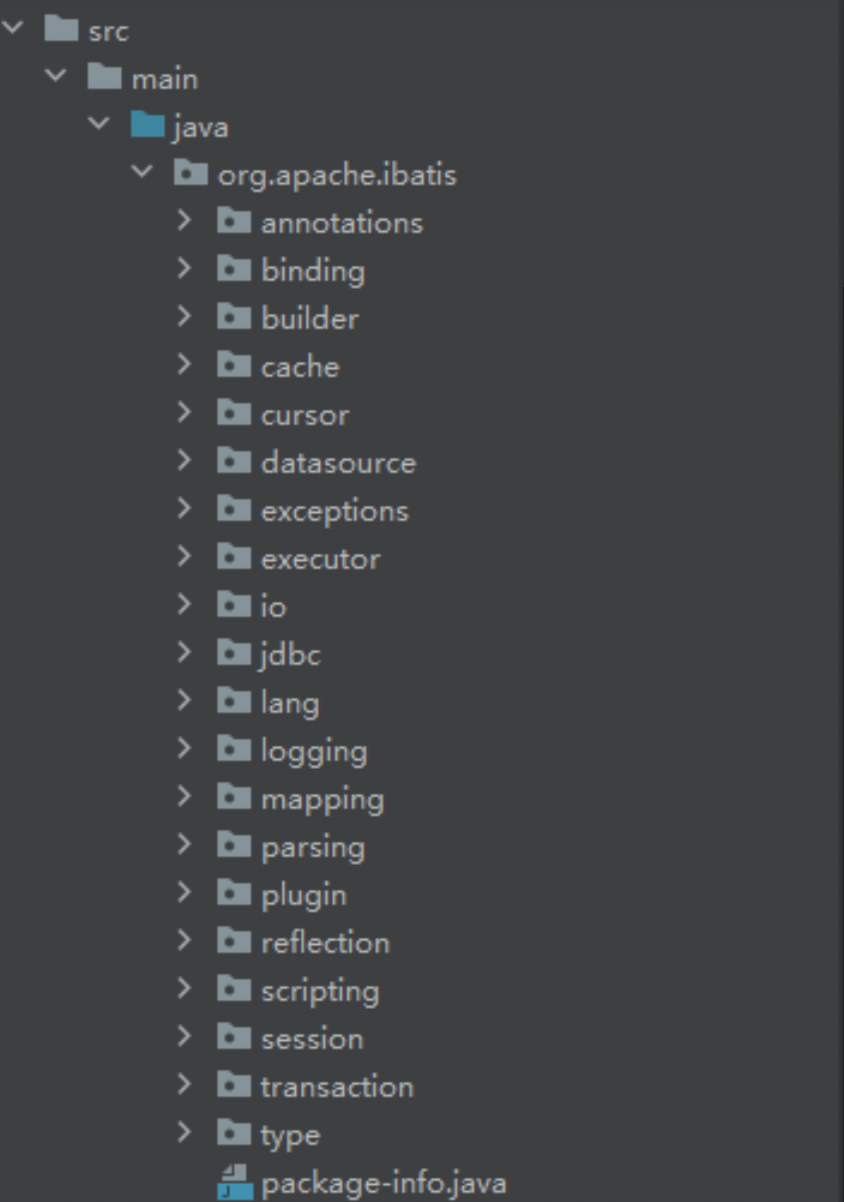 src
main
java
org.apache.ibatis
annotations
binding
builder
cache
cursor
datasource
exceptions
executor
io
jdbc
lang
logging
mapping
parsing
plugin
reflection
scripting
session
transaction
type
package-info.java